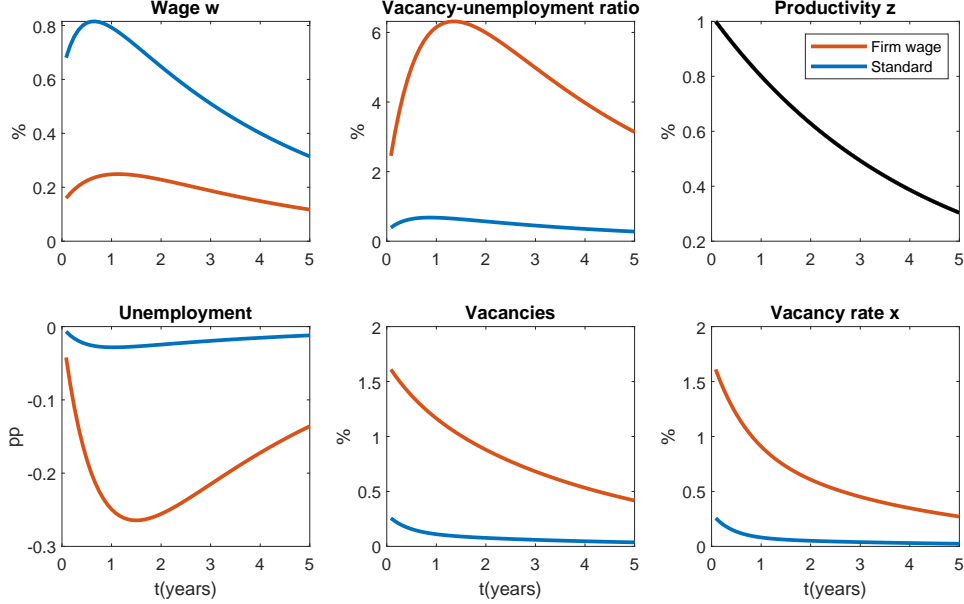 Wage w
0.8
0.6
%
0.4
0.2
0
0 1 2 3 4 5
Vacancy-unemployment ratio
6
4
%
2
0
0 1 2 3 4 5
Productivity z
Firm wage
Standard
1
0.8
%
0.6
0.4
0.2
0 1 2 3 4 5
Unemployment
0
-0.1
pp
-0.2
-0.3
0 1 2 3 4 5
t(years)
Vacancies
2
1.5
%
1
0.5
0
0 1 2 3 4 5
t(years)
Vacancy rate x
2
1.5
%
1
0.5
0
0 1 2 3 4 5
t(years)